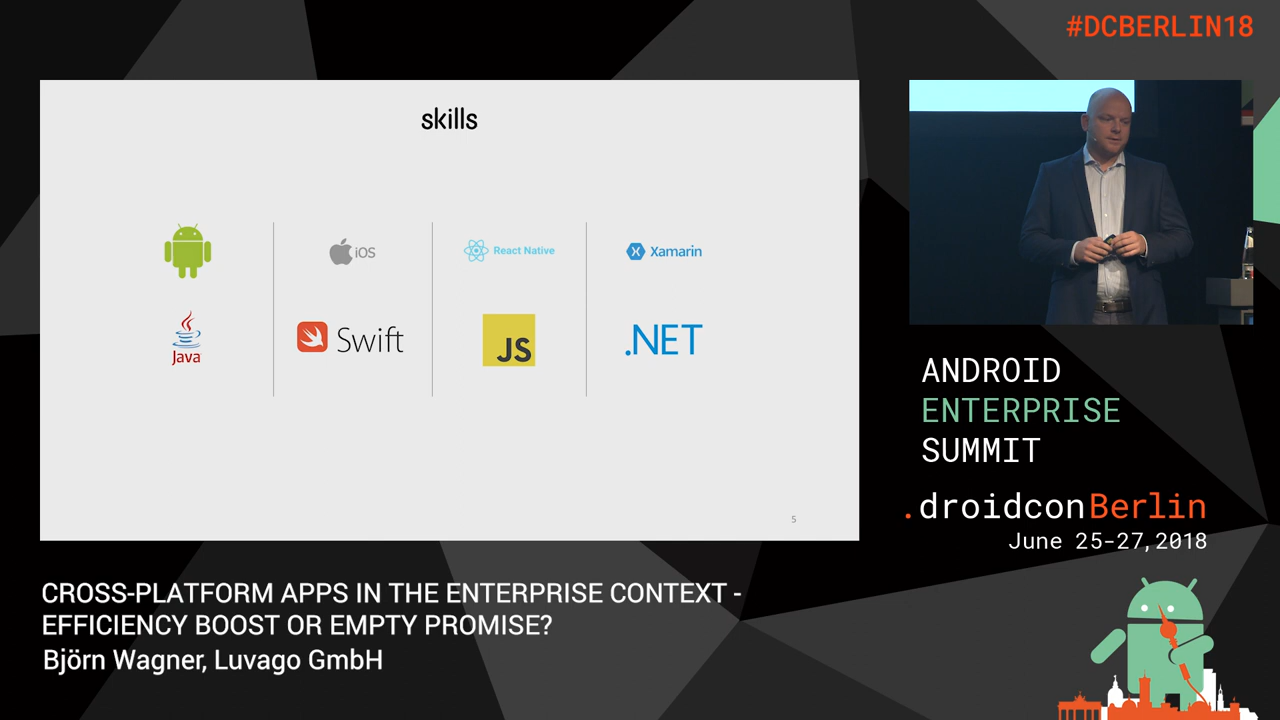 #DCBERLIN18
skills
iOS
React Native
Xamarin
Java
Swift
JS
.NET
5
ANDROID
ENTERPRISE
SUMMIT
.droidconBerlin
June 25-27, 2018
CROSS-PLATFORM APPS IN THE ENTERPRISE CONTEXT -
EFFICIENCY BOOST OR EMPTY PROMISE?
Björn Wagner, Luvago GmbH